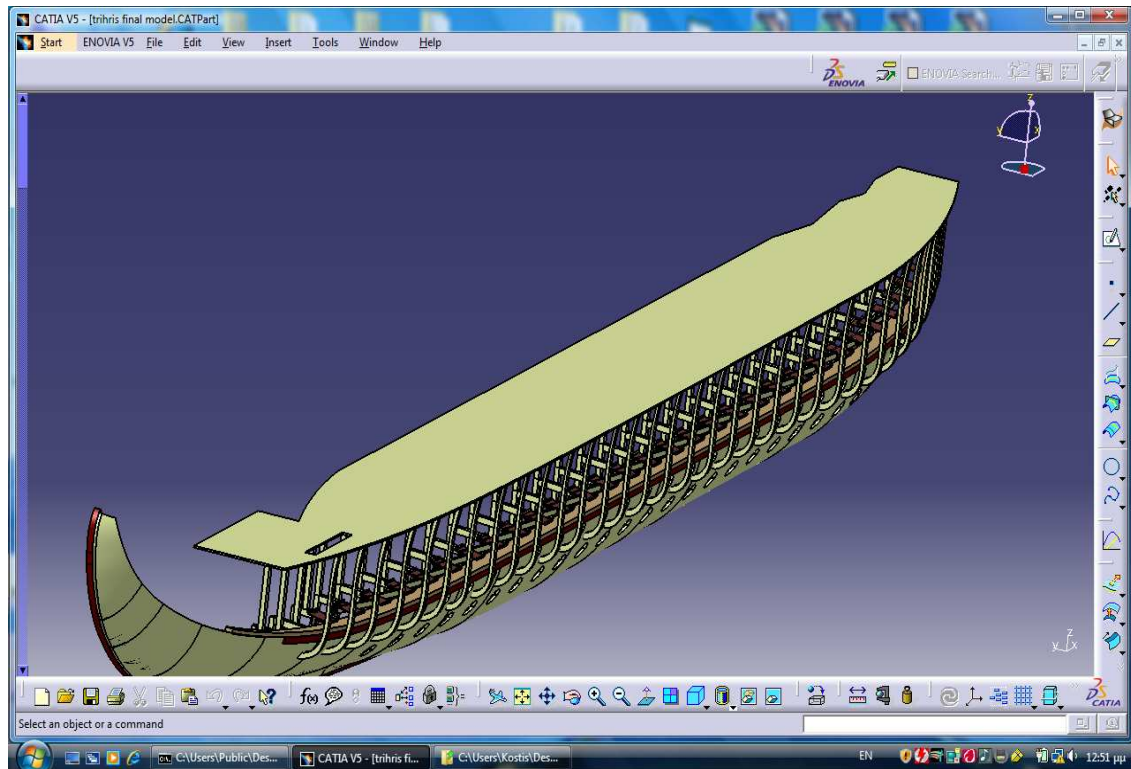 CATIA V5 - [trihris final model.CATPart]
Start ENOVIA V5 File Edit View Insert Tools Window Help
ENOVIA ENOVIA Search...
z
y x
z
y x
f(x)
CATIA
Select an object or a command
C:\Users\Public\Des... CATIA V5 - [trihris fi... C:\Users\Kostis\Des... EN 12:51 μμ